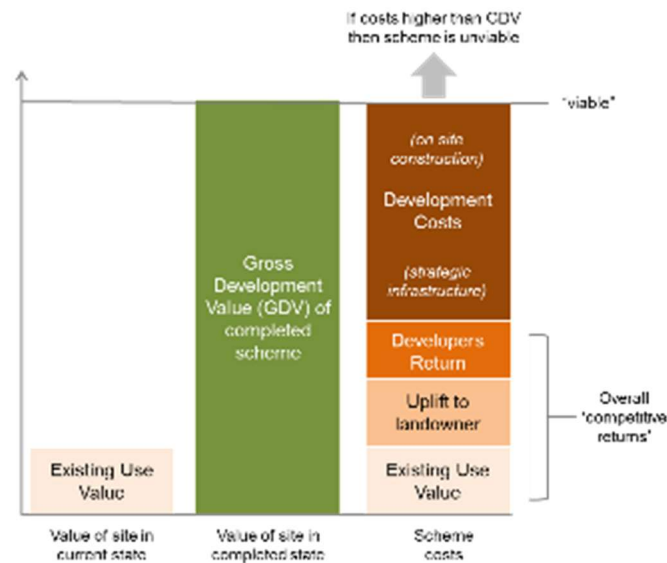 If costs higher than GDV
then scheme is unviable
"viable"
(on site
construction)
Development
Costs
(strategic
infrastructure)
Gross
Development
Value (GDV) of
completed
scheme
Developers
Return
Uplift to
landowner
Overall
'competitive
returns'
Existing Use
Value
Existing Use
Value
Value of site in
current state
Value of site in
completed state
Scheme
costs